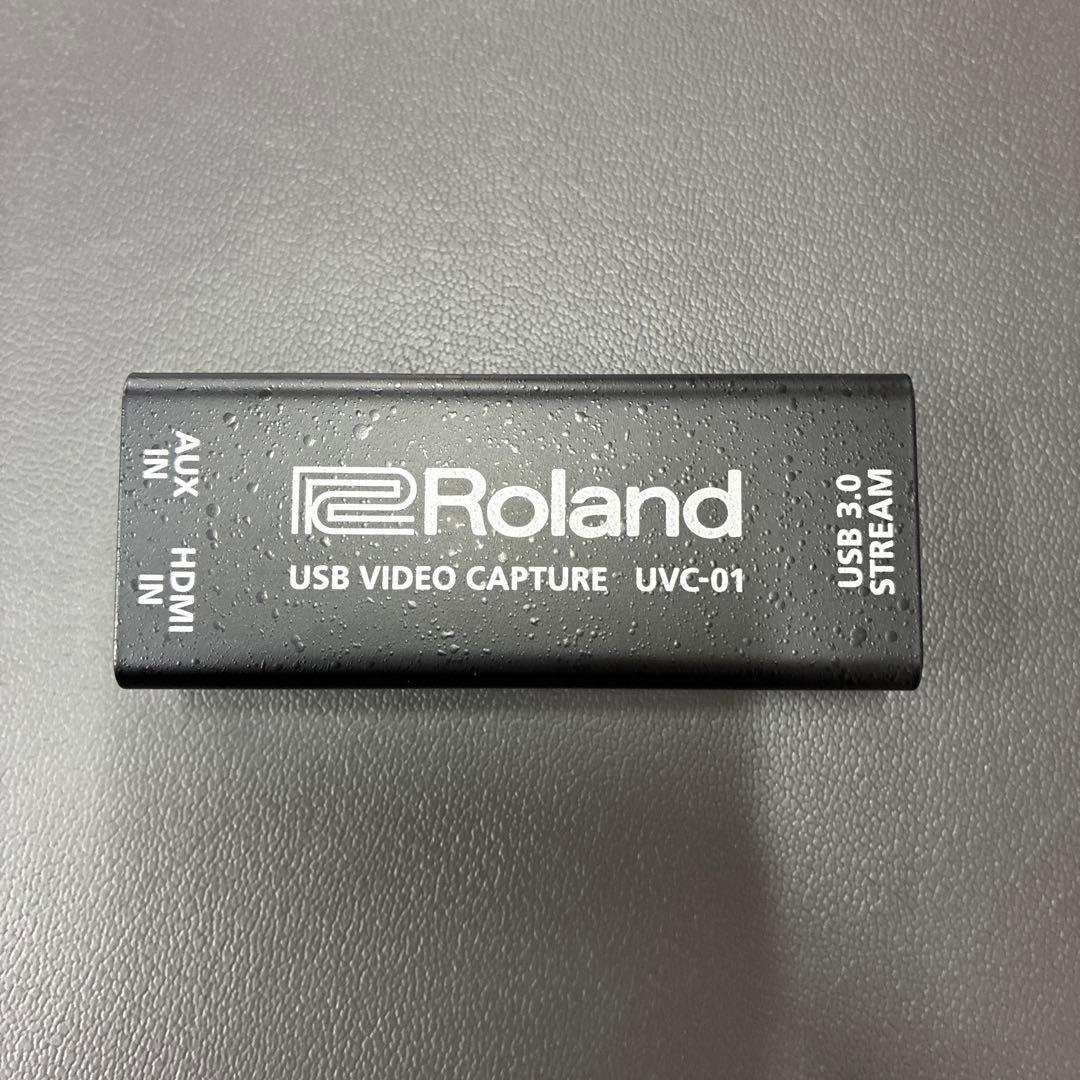 AUX
IN
HDMI
IN
Roland
USB VIDEO CAPTURE UVC-01
USB 3.0
STREAM